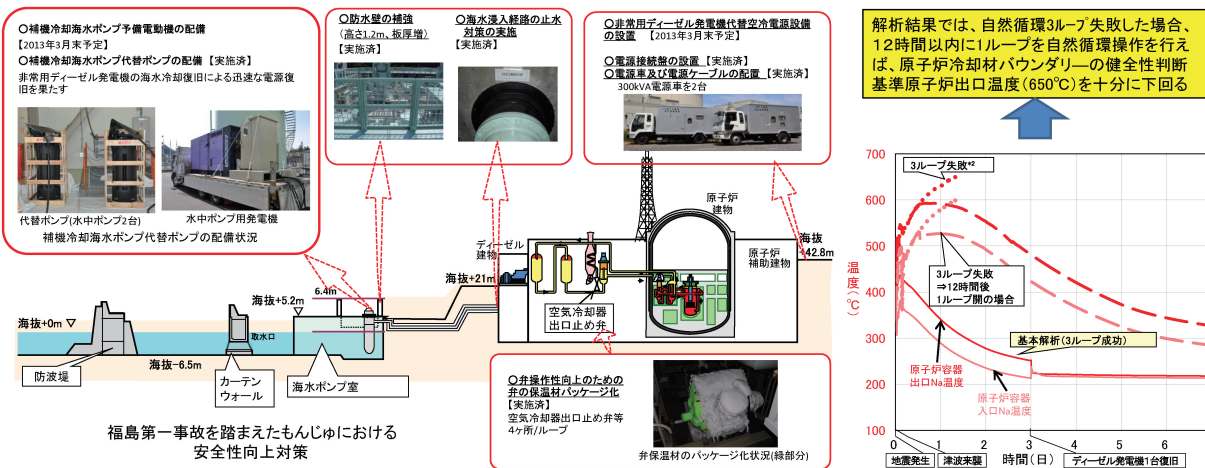 ○補機冷却海水ポンプ予備電動機の配備
【2013年3月末予定】
○補機冷却海水ポンプ代替ポンプの配備 【実施済】
非常用ディーゼル発電機の海水冷却復旧による迅速な電源復
旧を果たす
代替ポンプ(水中ポンプ2台)
水中ポンプ用発電機
補機冷却海水ポンプ代替ポンプの配備状況
○防水壁の補強
(高さ1.2m、板厚増)
【実施済】
○海水浸入経路の止水
対策の実施
【実施済】
○非常用ディーゼル発電機代替空冷電源設備
の設置 【2013年3月末予定】
○電源接続盤の設置 【実施済】
○電源車及び電源ケーブルの配置 【実施済】
300kVA電源車を2台
解析結果では、自然循環3ループ失敗した場合、
12時間以内に1ループを自然循環操作を行え
ば、原子炉冷却材バウンダリ―の健全性判断
基準原子炉出口温度(650℃)を十分に下回る
ディーゼル
建物
原子炉
建物
原子炉
補助建物
海抜
+42.8m
海抜+21m
空気冷却器
出口止め弁
6.4m
海抜+5.2m
海抜+0m
取水口
海抜-6.5m
防波堤
カーテン
ウォール
海水ポンプ室
○弁操作性向上のための
弁の保温材パッケージ化
【実施済】
空気冷却器出口止め弁等
4ヶ所/ループ
弁保温材のパッケージ化状況(緑部分)
福島第一事故を踏まえたもんじゅにおける
安全性向上対策
温度(℃)
700
600
500
400
300
200
100
3ループ失敗*2
3ループ失敗
⇒12時間後
1ループ開の場合
基本解析(3ループ成功)
原子炉容器
出口Na温度
原子炉容器
入口Na温度
0
1
2
3
4
5
6
地震発生
津波来襲
時間(日)
ディーゼル発電機1台復旧